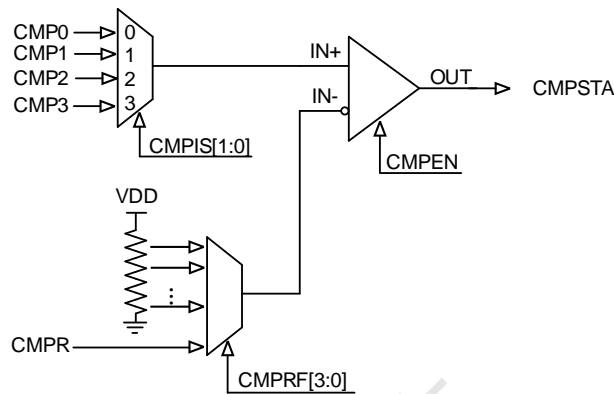 CMP0
CMP1
CMP2
CMP3
0
1
2
3
CMPIS[1:0]
IN+
IN-
OUT
CMPSTA
CMPEN
VDD
CMPR
CMPRF[3:0]